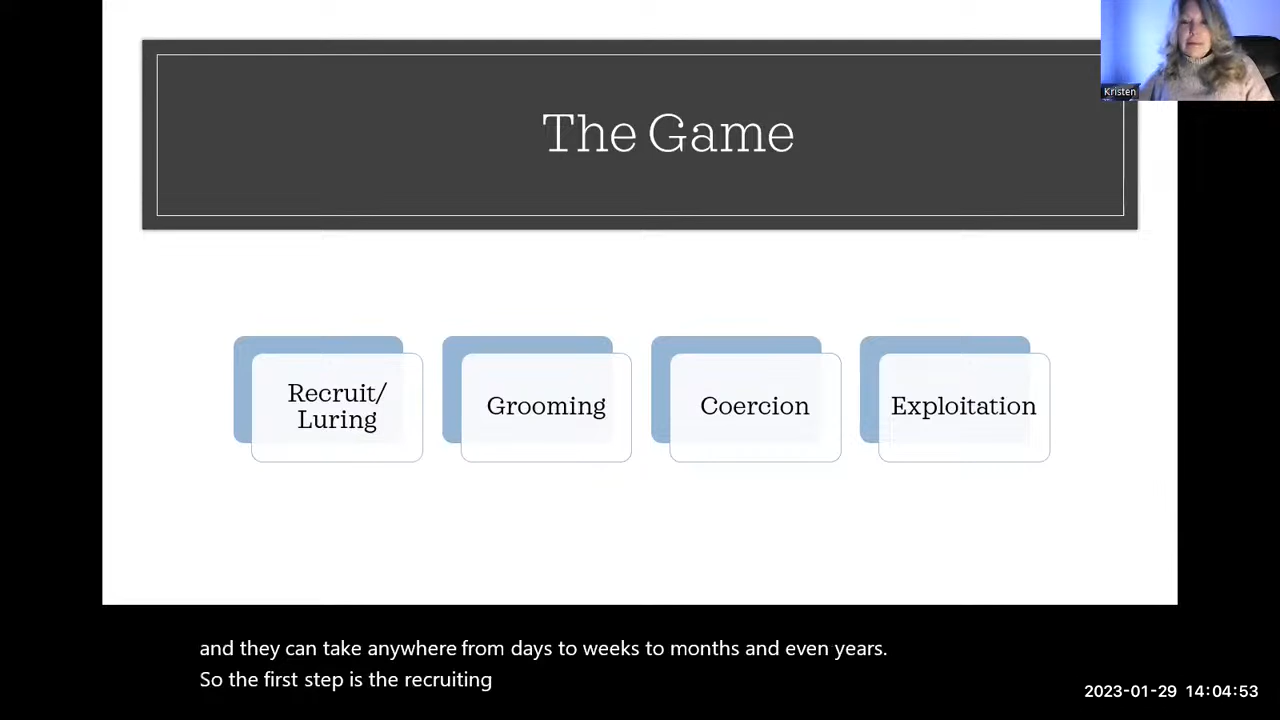 The Game
Kristen
Recruit/
Luring
Grooming
Coercion
Exploitation
and they can take anywhere from days to weeks to months and even years.
So the first step is the recruiting
2023-01-29 14:04:53